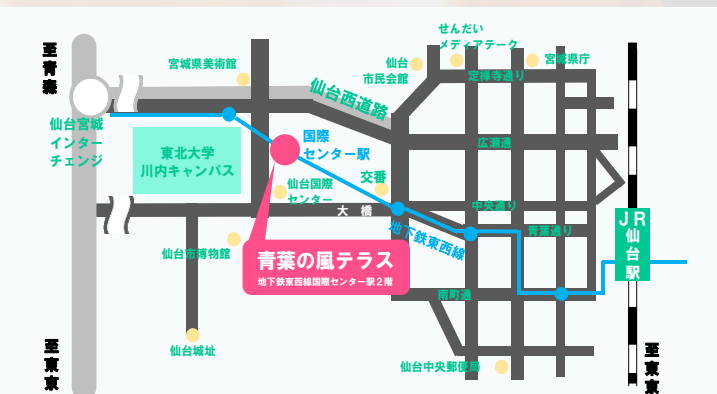 せんだい
メディアテーク
至青森
宮城県美術館
仙台
市民会館
宮城県庁
定禅寺通り
仙台西道路
仙台宮城
インター
チェンジ
東北大学
川内キャンパス
国際
センター駅
広瀬通
交番
仙台国際
センター
大橋
中央通り
青葉通り
地下鉄東西線
JR仙台駅
仙台市博物館
青葉の風テラス
地下鉄東西線国際センター駅2階
南町通
仙台城址
仙台中央郵便局
至東京
至東京